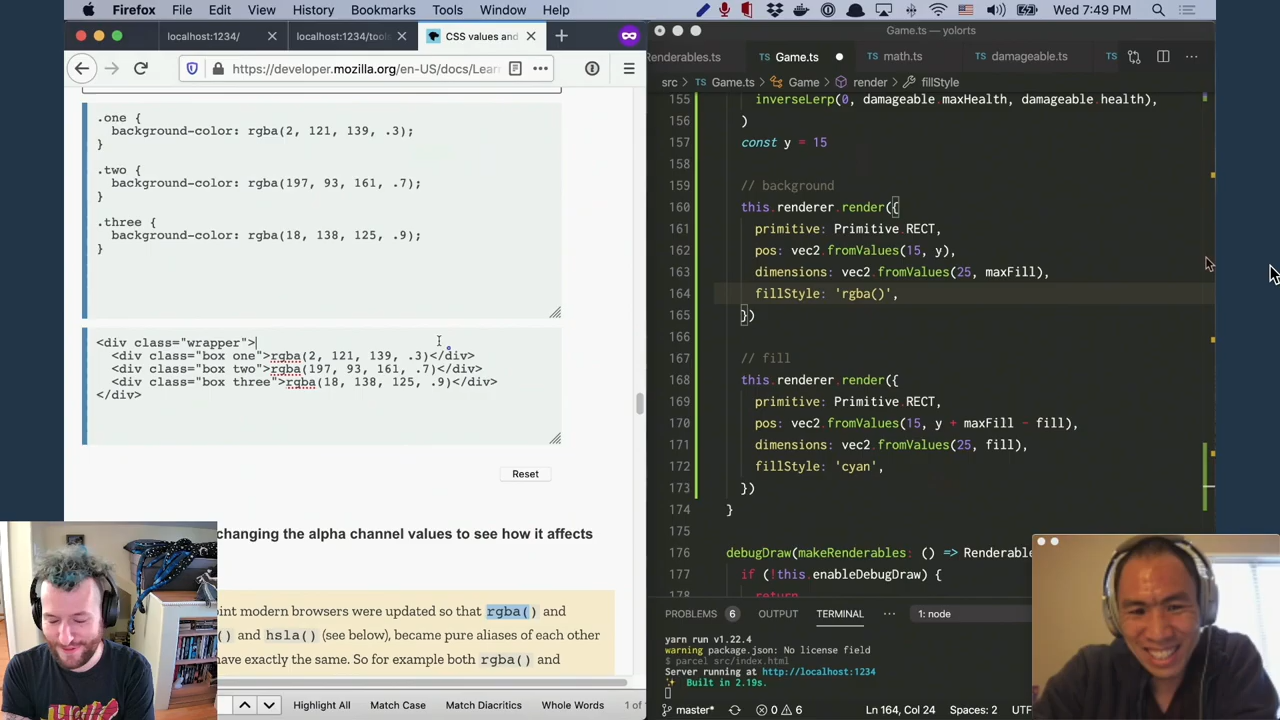 Firefox File Edit View History Bookmarks Tools Window Help
Wed 7:49 PM
localhost:1234/
localhost:1234/tools
CSS values and
https://developer.mozilla.org/en-US/docs/Lear
.one {
background-color: rgba(2, 121, 139, .3);
}
.two {
background-color: rgba(197, 93, 161, .7);
}
.three {
background-color: rgba(18, 138, 125, .9);
}
<div class="wrapper">
<div class="box one">rgba(2, 121, 139, .3)</div>
<div class="box two">rgba(197, 93, 161, .7)</div>
<div class="box three">rgba(18, 138, 125, .9)</div>
</div>
Reset
changing the alpha channel values to see how it affects
int modern browsers were updated so that rgba() and
() and hsla() (see below), became pure aliases of each other
have exactly the same. So for example both rgba() and
Highlight All Match Case Match Diacritics Whole Words 1 of
Game.ts — yolorts
Renderables.ts
Game.ts
math.ts
damageable.ts
src > Game.ts > Game > render > fillStyle
155 inverseLerp(0, damageable.maxHealth, damageable.health),
156 )
157 const y = 15
158
159 // background
160 this.renderer.render({
161 primitive: Primitive.RECT,
162 pos: vec2.fromValues(15, y),
163 dimensions: vec2.fromValues(25, maxFill),
164 fillStyle: 'rgba()',
165 })
166
167 // fill
168 this.renderer.render({
169 primitive: Primitive.RECT,
170 pos: vec2.fromValues(15, y + maxFill - fill),
171 dimensions: vec2.fromValues(25, fill),
172 fillStyle: 'cyan',
173 })
174 }
175
176 debugDraw(makeRenderables: () => Renderable
177 if (!this.enableDebugDraw) {
return
PROBLEMS 6 OUTPUT TERMINAL ··· 1: node
yarn run v1.22.4
warning package.json: No license field
$ parcel src/index.html
Server running at http://localhost:1234
Built in 2.19s.
master* 0 6 Ln 164, Col 24 Spaces: 2 UTF